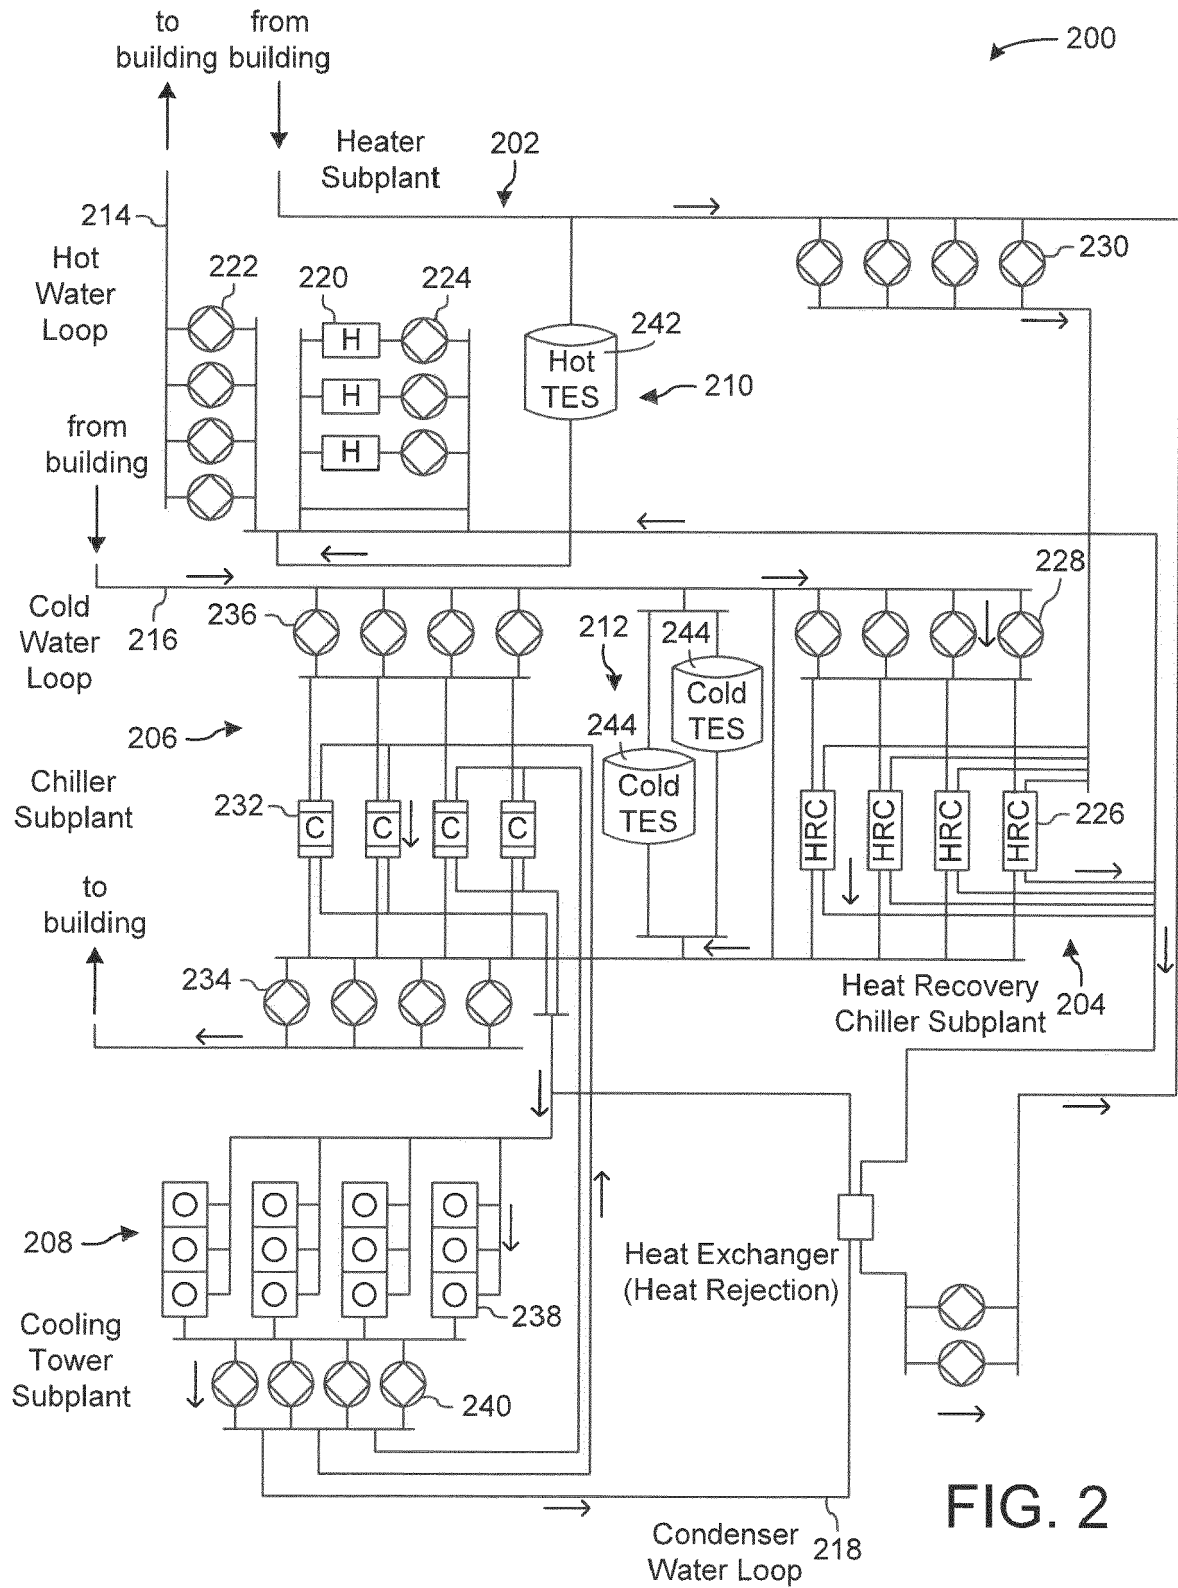 to
building
from
building
200
Heater
Subplant
202
214
Hot
Water
Loop
222
220
224
230
H
H
H
Hot
TES
242
210
from
building
Cold
Water
Loop
216
236
212
244
Cold
TES
244
Cold
TES
228
206
Chiller
Subplant
232
C
C
C
C
HRC
HRC
HRC
HRC
226
to
building
234
Heat Recovery
Chiller Subplant
204
208
Cooling
Tower
Subplant
238
240
Heat Exchanger
(Heat Rejection)
Condenser
Water Loop
218
FIG. 2